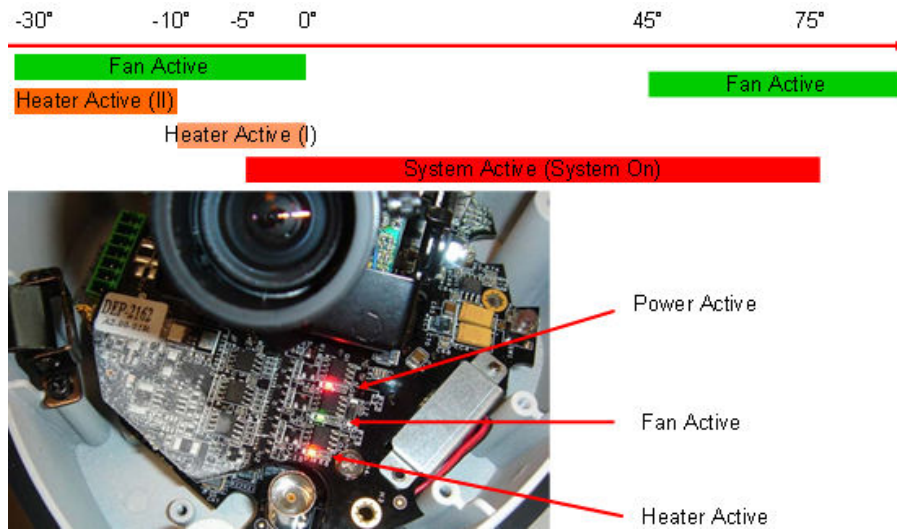 -30° -10° -5° 0° 45° 75°
Fan Active
Fan Active
Heater Active (II)
Heater Active (I)
System Active (System On)
DEP-2162
Power Active
Fan Active
Heater Active